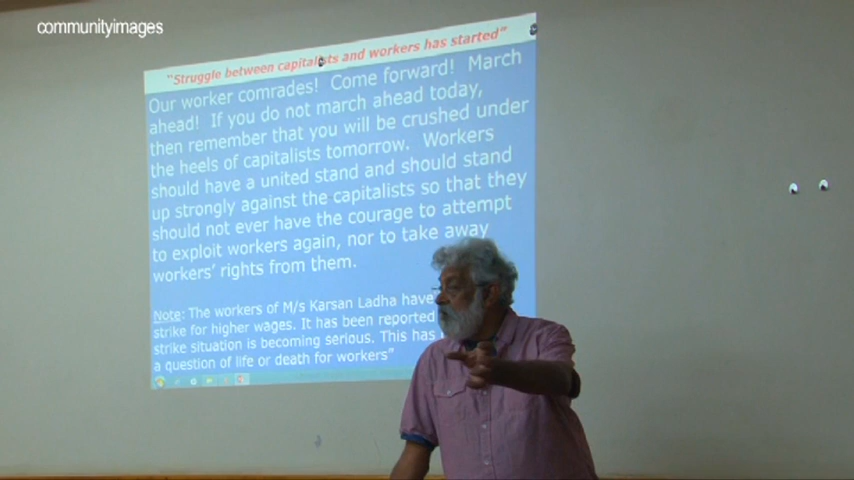 communityimages
"Struggle between capitalists and workers has started"
Our worker comrades! Come forward! March
ahead! If you do not march ahead today,
then remember that you will be crushed under
the heels of capitalists tomorrow. Workers
should have a united stand and should stand
up strongly against the capitalists so that they
should not ever have the courage to attempt
to exploit workers again, nor to take away
workers' rights from them.
Note: The workers of M/s Karsan Ladha have
strike for higher wages. It has been reported
strike situation is becoming serious. This has
a question of life or death for workers"